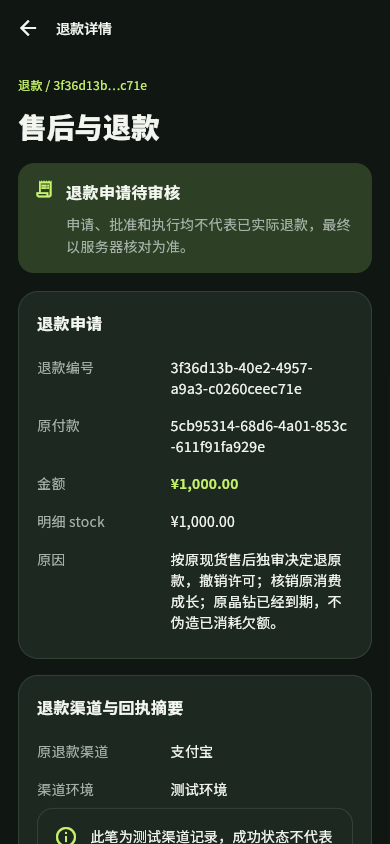 退款详情
退款 / 3f36d13b…c71e
售后与退款
退款申请待审核
申请、批准和执行均不代表已实际退款，最终
以服务器核对为准。
退款申请
退款编号
3f36d13b-40e2-4957-
a9a3-c0260ceec71e
原付款
5cb95314-68d6-4a01-853c
-611f91fa929e
金额
¥1,000.00
明细 stock
¥1,000.00
原因
按原现货售后独审决定退原
款，撤销许可；核销原消费
成长；原晶钻已经到期，不
伪造已消耗欠额。
退款渠道与回执摘要
原退款渠道
支付宝
渠道环境
测试环境
此笔为测试渠道记录，成功状态不代表